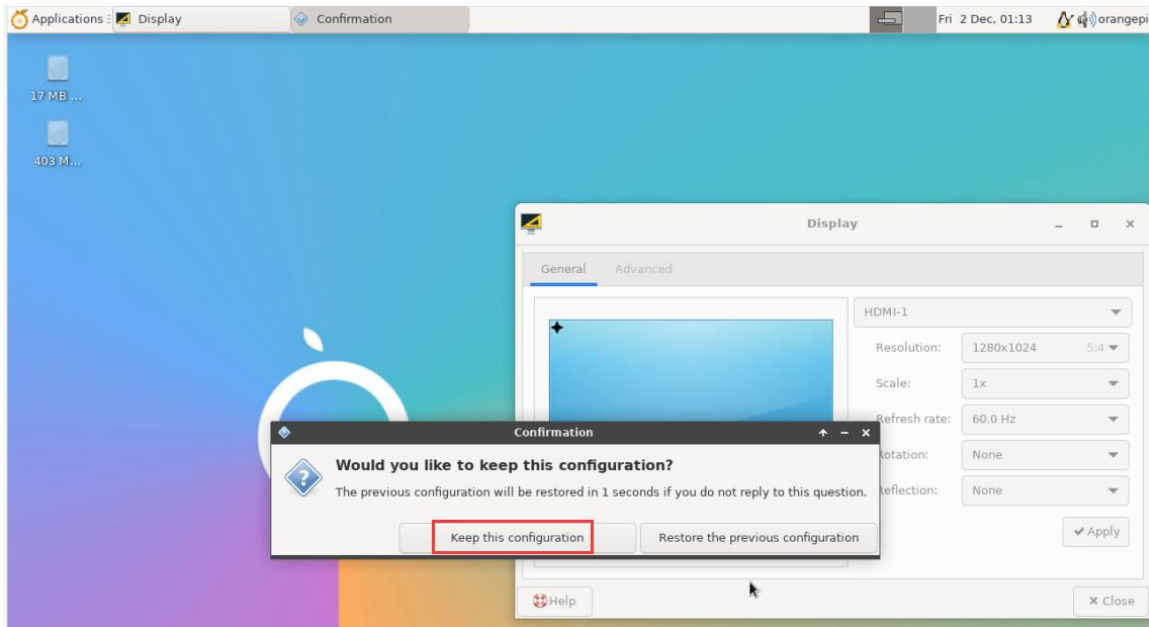 Applications
Display
Confirmation
Fri 2 Dec, 01:13
orangepi
17 MB ...
403 M...
Display
General
Advanced
HDMI-1
Resolution:
1280x1024
5:4
Scale:
1x
Refresh rate:
60.0 Hz
Rotation:
None
Reflection:
None
Apply
Confirmation
Would you like to keep this configuration?
The previous configuration will be restored in 1 seconds if you do not reply to this question.
Keep this configuration
Restore the previous configuration
Help
Close